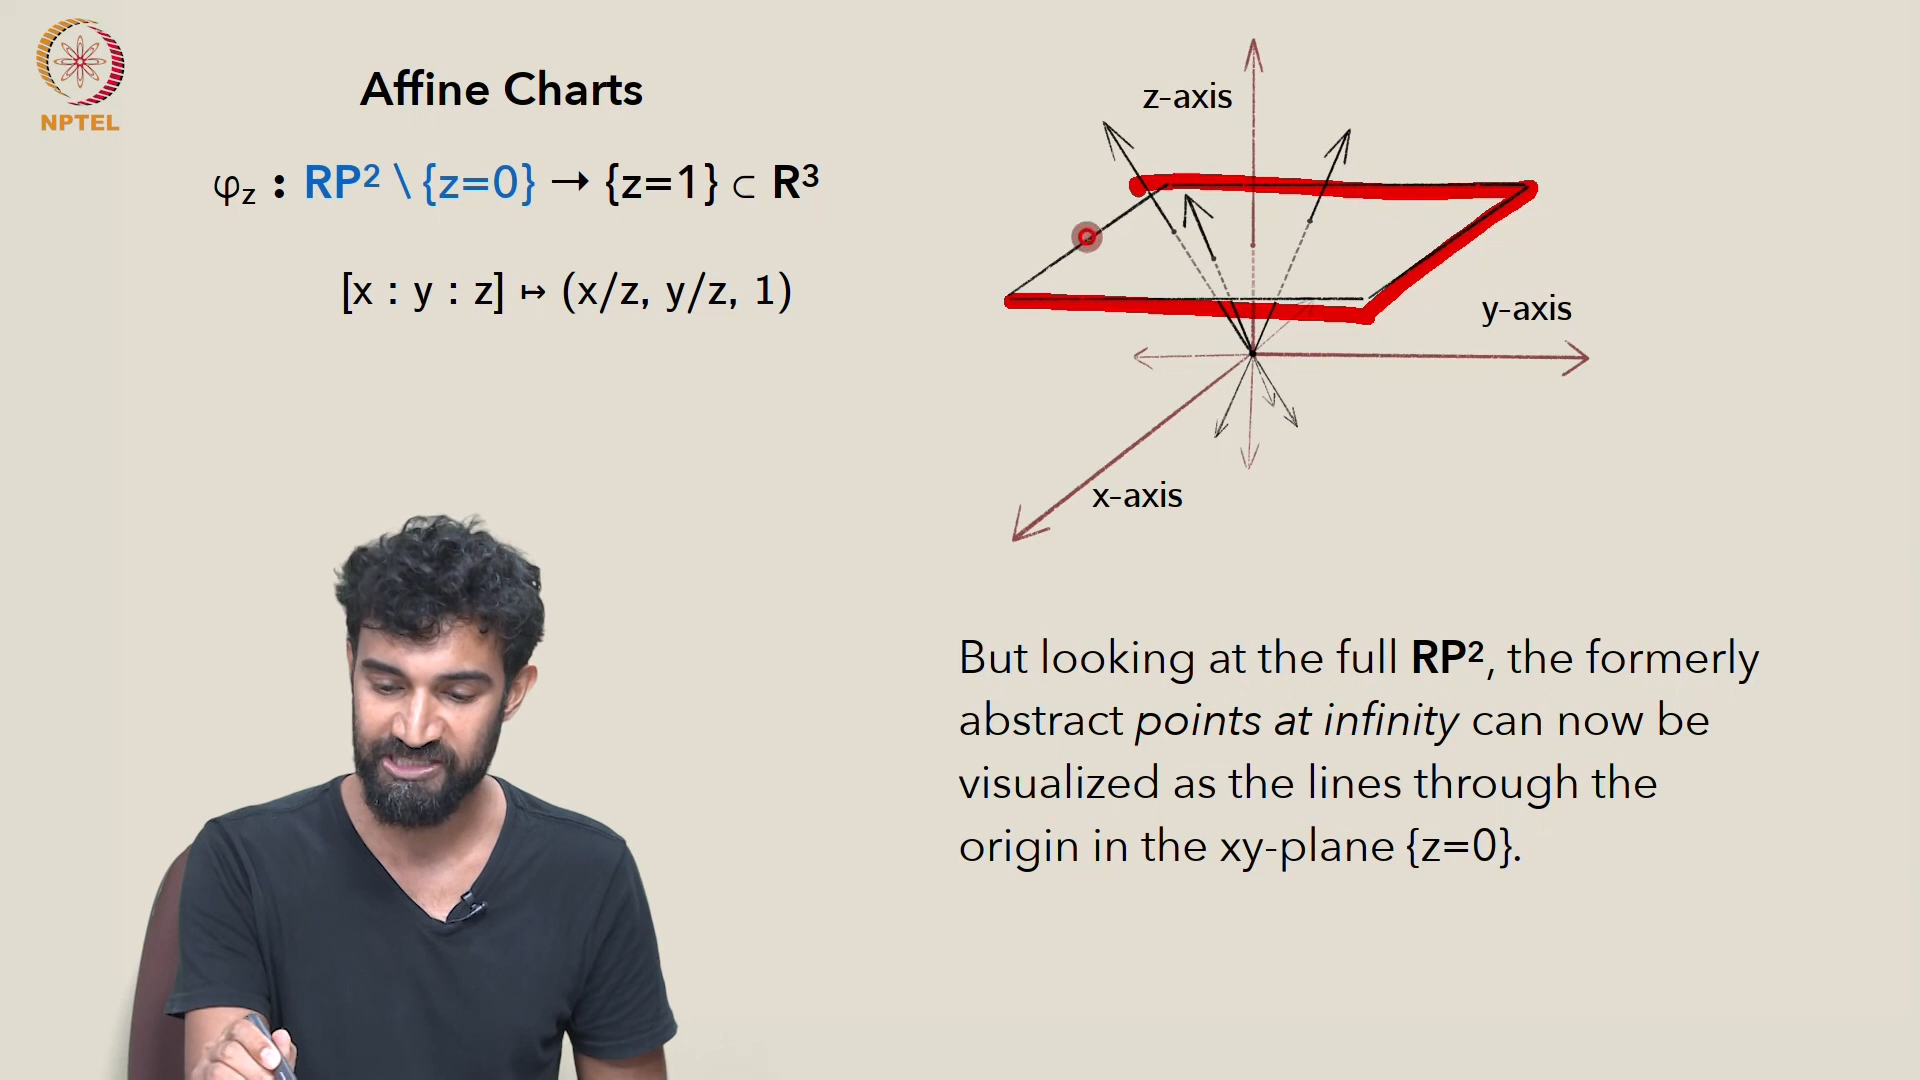 NPTEL
Affine Charts
φz : RP² \ {z=0} → {z=1} ⊂ R³
[x : y : z] ↦ (x/z, y/z, 1)
z-axis
y-axis
x-axis
But looking at the full RP², the formerly
abstract points at infinity can now be
visualized as the lines through the
origin in the xy-plane {z=0}.